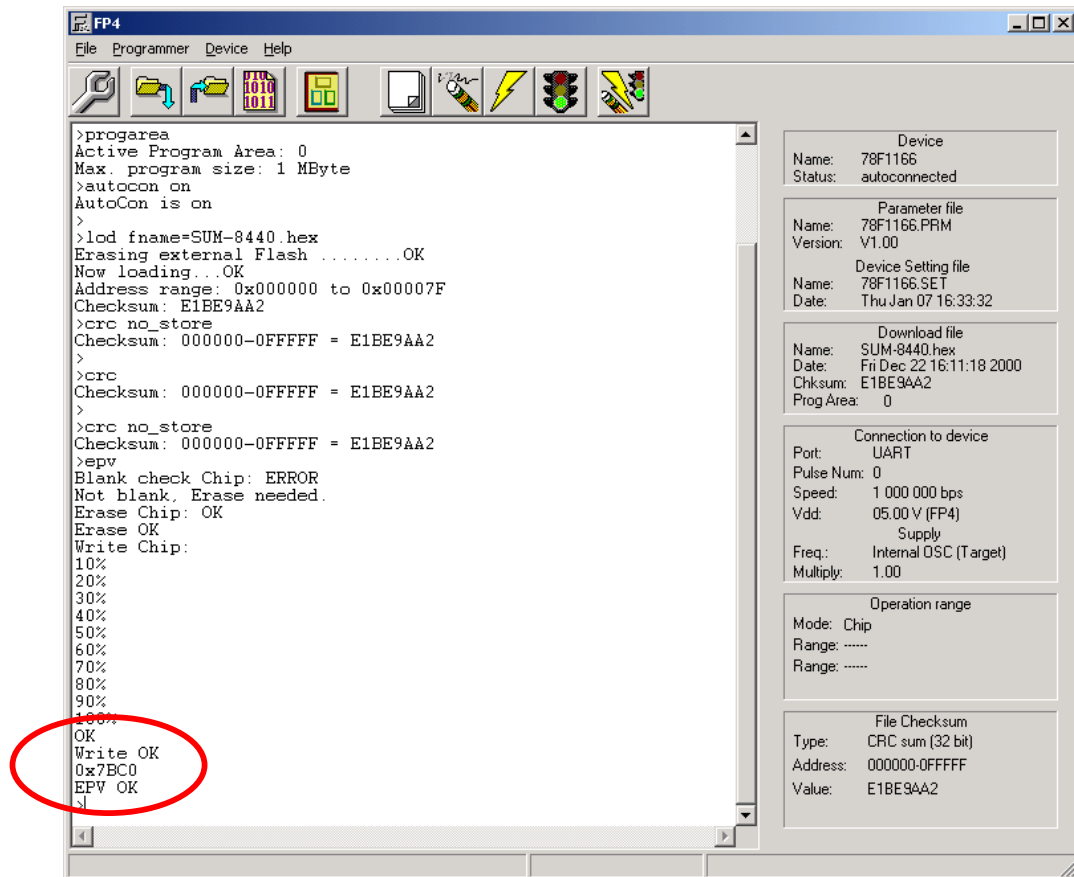 FP4
File Programmer Device Help
>progarea
Active Program Area: 0
Max. program size: 1 MByte
>autocon on
AutoCon is on
>
>lod fname=SUM-8440.hex
Erasing external Flash ........OK
Now loading...OK
Address range: 0x000000 to 0x00007F
Checksum: E1BE9AA2
>crc no_store
Checksum: 000000-0FFFFF = E1BE9AA2
>
>crc
Checksum: 000000-0FFFFF = E1BE9AA2
>
>crc no_store
Checksum: 000000-0FFFFF = E1BE9AA2
>epv
Blank check Chip: ERROR
Not blank, Erase needed.
Erase Chip: OK
Erase OK
Write Chip:
10%
20%
30%
40%
50%
60%
70%
80%
90%
100%
OK
Write OK
0x7BC0
EPV OK
>
Device
Name: 78F1166
Status: autoconnected
Parameter file
Name: 78F1166.PRM
Version: V1.00
Device Setting file
Name: 78F1166.SET
Date: Thu Jan 07 16:33:32
Download file
Name: SUM-8440.hex
Date: Fri Dec 22 16:11:18 2000
Chksum: E1BE9AA2
Prog Area: 0
Connection to device
Port: UART
Pulse Num: 0
Speed: 1 000 000 bps
Vdd: 05.00 V (FP4)
Supply
Freq.: Internal OSC (Target)
Multiply: 1.00
Operation range
Mode: Chip
Range: ------
Range: ------
File Checksum
Type: CRC sum (32 bit)
Address: 000000-0FFFFF
Value: E1BE9AA2